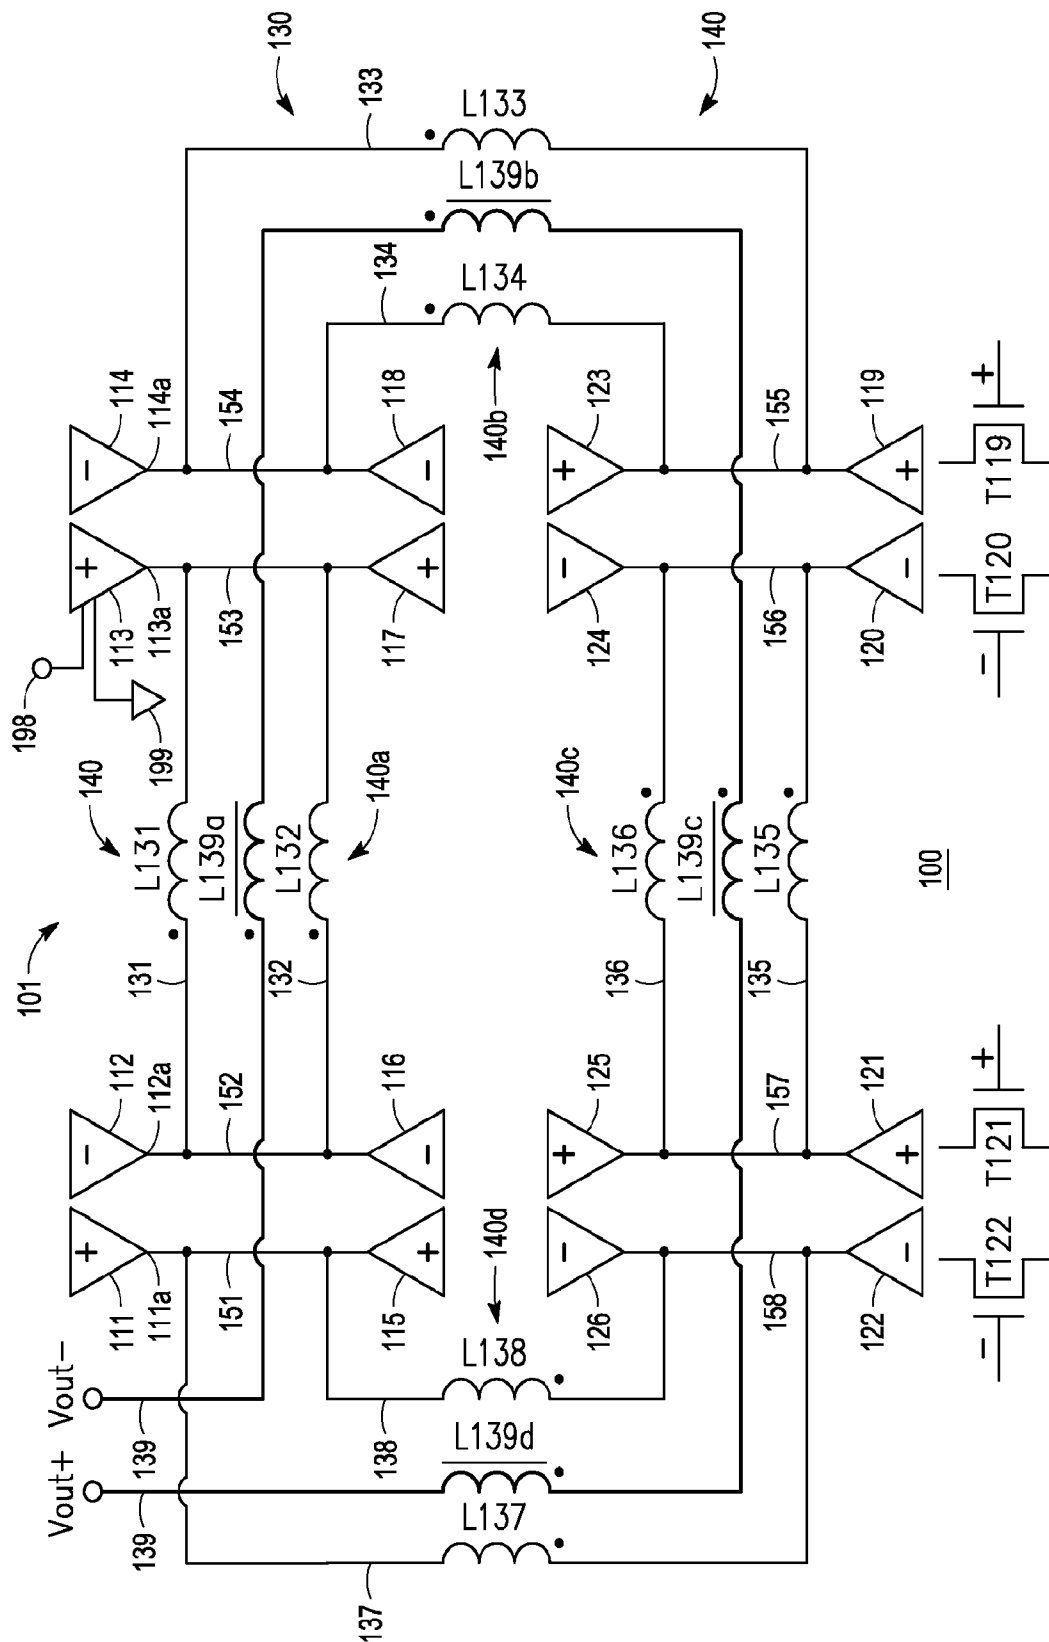 130
140
133
L133
L139b
134
L134
140b
114
114a
154
118
123
155
119
−
−
+
+
+
T119
198
113
113a
153
117
124
156
120
+
+
−
−
−
T120
199
140
L131
L139a
L132
140a
140c
L136
L139c
L135
100
101
131
132
136
135
112
112a
152
116
125
157
121
−
−
+
+
+
T121
111
111a
151
115
140d
126
158
122
+
+
−
−
−
T122
Vout−
139
138
L138
L139d
L137
Vout+
139
137